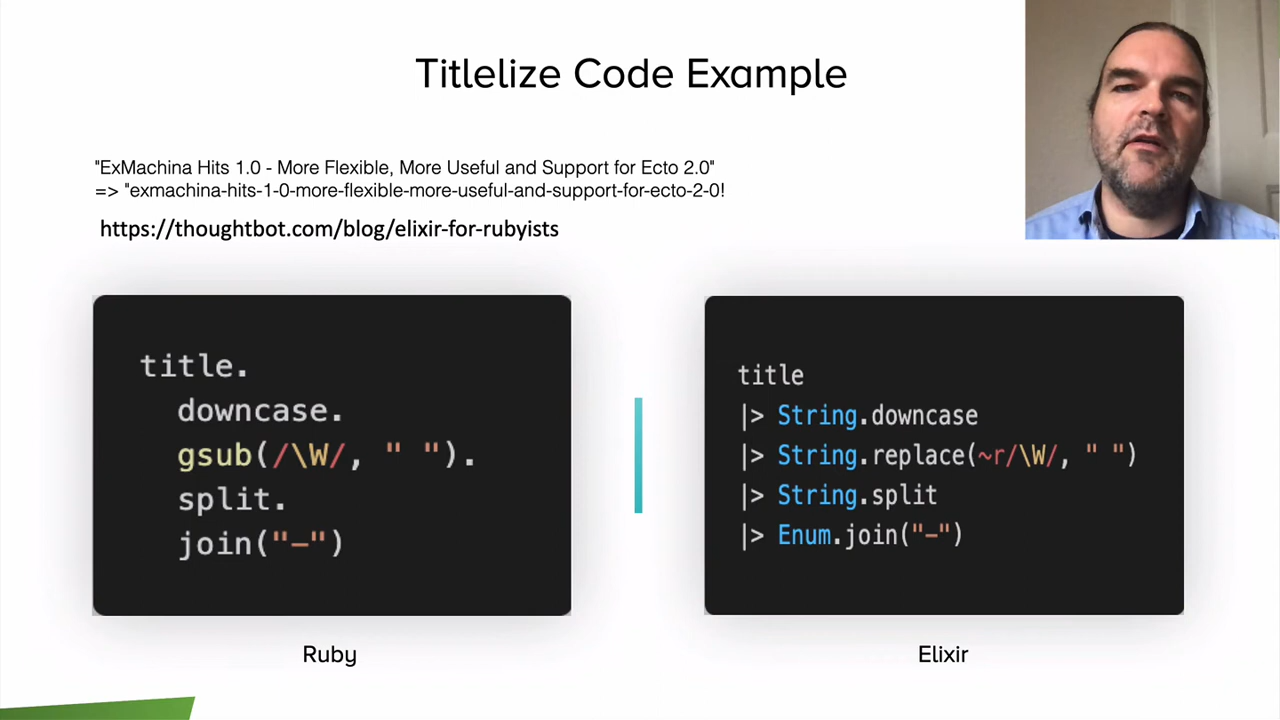 Titlelize Code Example
"ExMachina Hits 1.0 - More Flexible, More Useful and Support for Ecto 2.0"
=> "exmachina-hits-1-0-more-flexible-more-useful-and-support-for-ecto-2-0!
https://thoughtbot.com/blog/elixir-for-rubyists
title.
downcase.
gsub(/\W/, " ").
split.
join("-")
title
|> String.downcase
|> String.replace(~r/\W/, " ")
|> String.split
|> Enum.join("-")
Ruby
Elixir